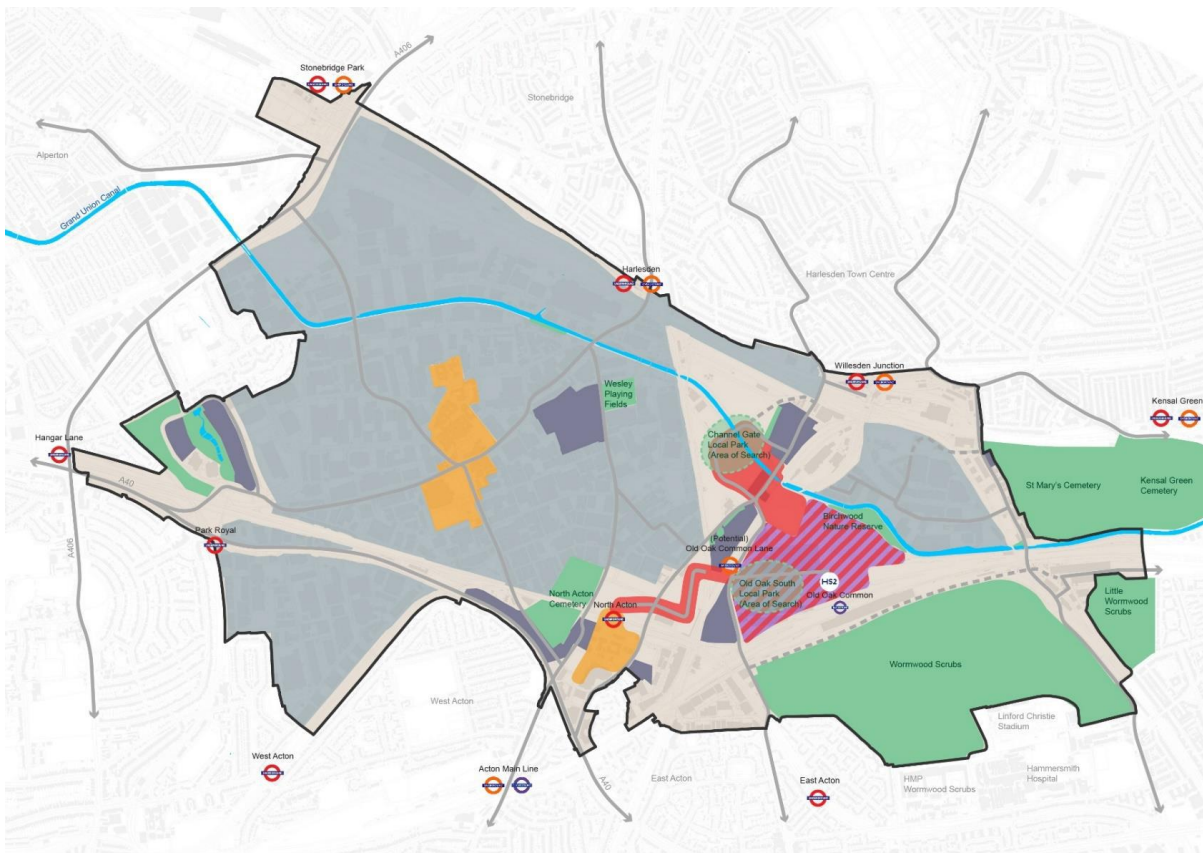 A406
Stonebridge Park
Stonebridge
Alperton
Grand Union Canal
Harlesden
Harlesden Town Centre
Willesden Junction
Kensal Green
Wesley
Playing
Fields
Channel Gate
Local Park
(Area of Search)
Hangar Lane
A40
A406
St Mary's Cemetery
Kensal Green
Cemetery
Birchwood
Nature Reserve
Park Royal
(Potential)
Old Oak Common Lane
HS2
Old Oak Common
Old Oak South
Local Park
(Area of Search)
North Acton
Cemetery
North Acton
Little
Wormwood
Scrubs
Wormwood Scrubs
West Acton
Linford Christie
Stadium
West Acton
Acton Main Line
A40
East Acton
East Acton
HMP
Wormwood Scrubs
Hammersmith
Hospital